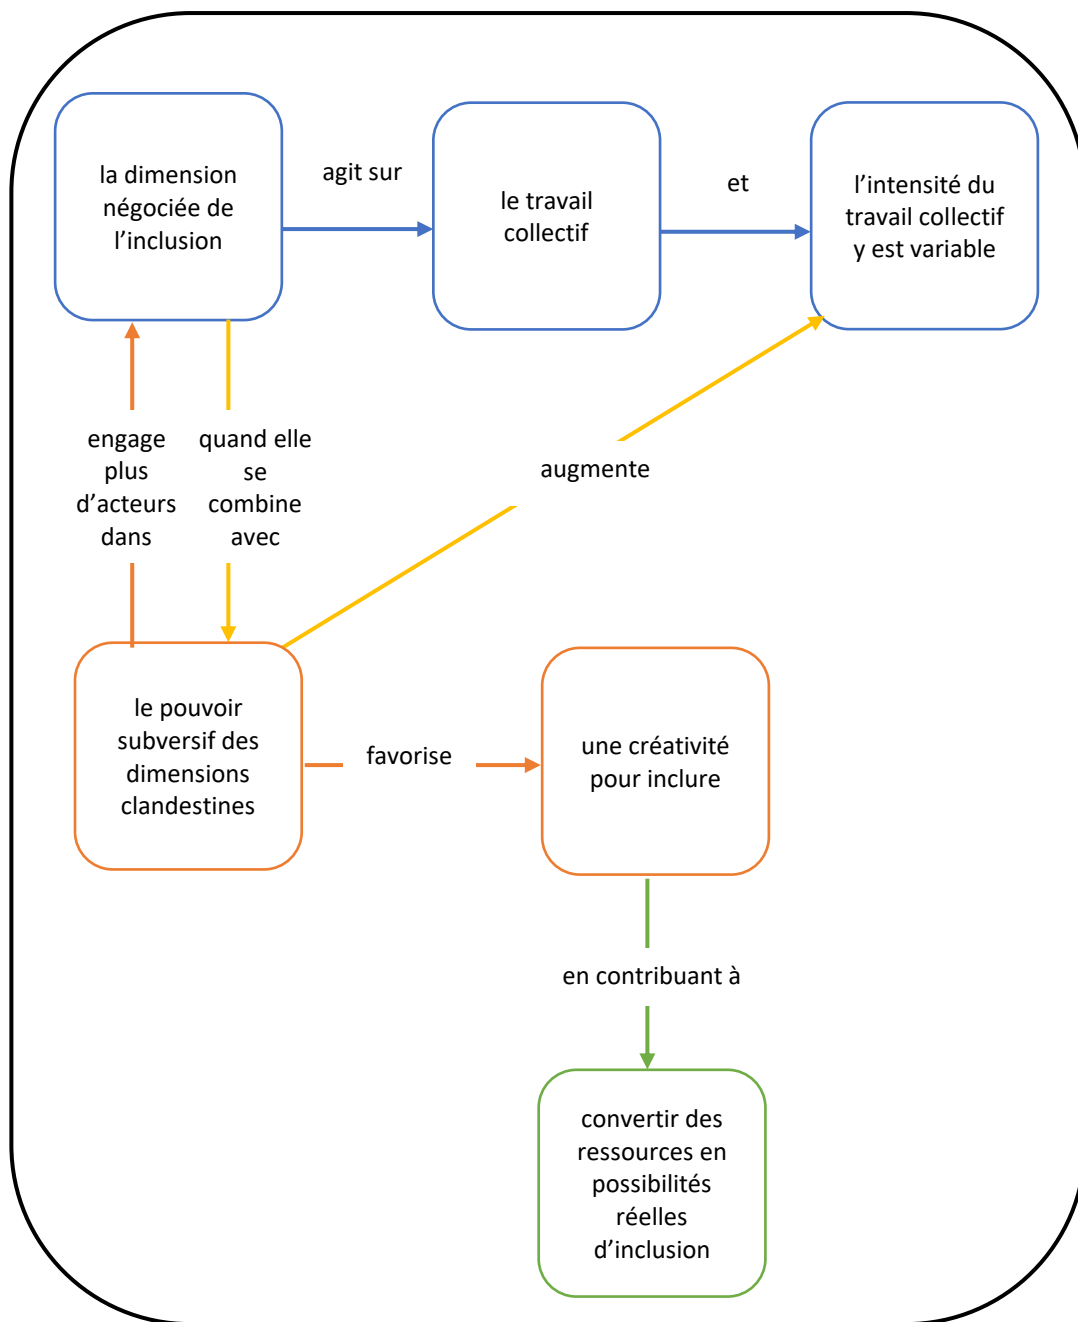 la dimension
négociée de
l’inclusion
agit sur
le travail
collectif
et
l’intensité du
travail collectif
y est variable
engage
plus
d’acteurs
dans
quand elle
se
combine
avec
augmente
le pouvoir
subversif des
dimensions
clandestines
favorise
une créativité
pour inclure
en contribuant à
convertir des
ressources en
possibilités
réelles
d’inclusion